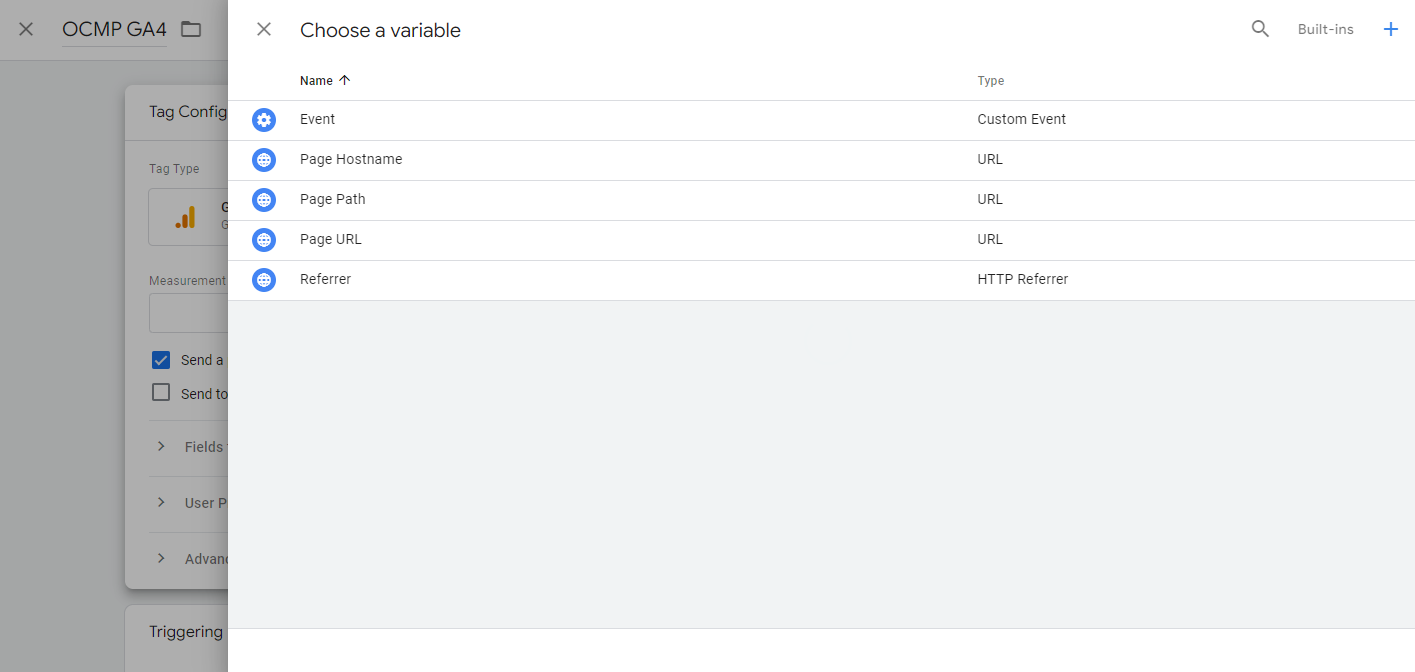 OCMP GA4
Choose a variable
Built-ins
Name
Type
Event
Custom Event
Page Hostname
URL
Page Path
URL
Page URL
URL
Referrer
HTTP Referrer
Tag Config
Tag Type
G
G
Measurement
Send a
Send to
Fields
User P
Advan
Triggering